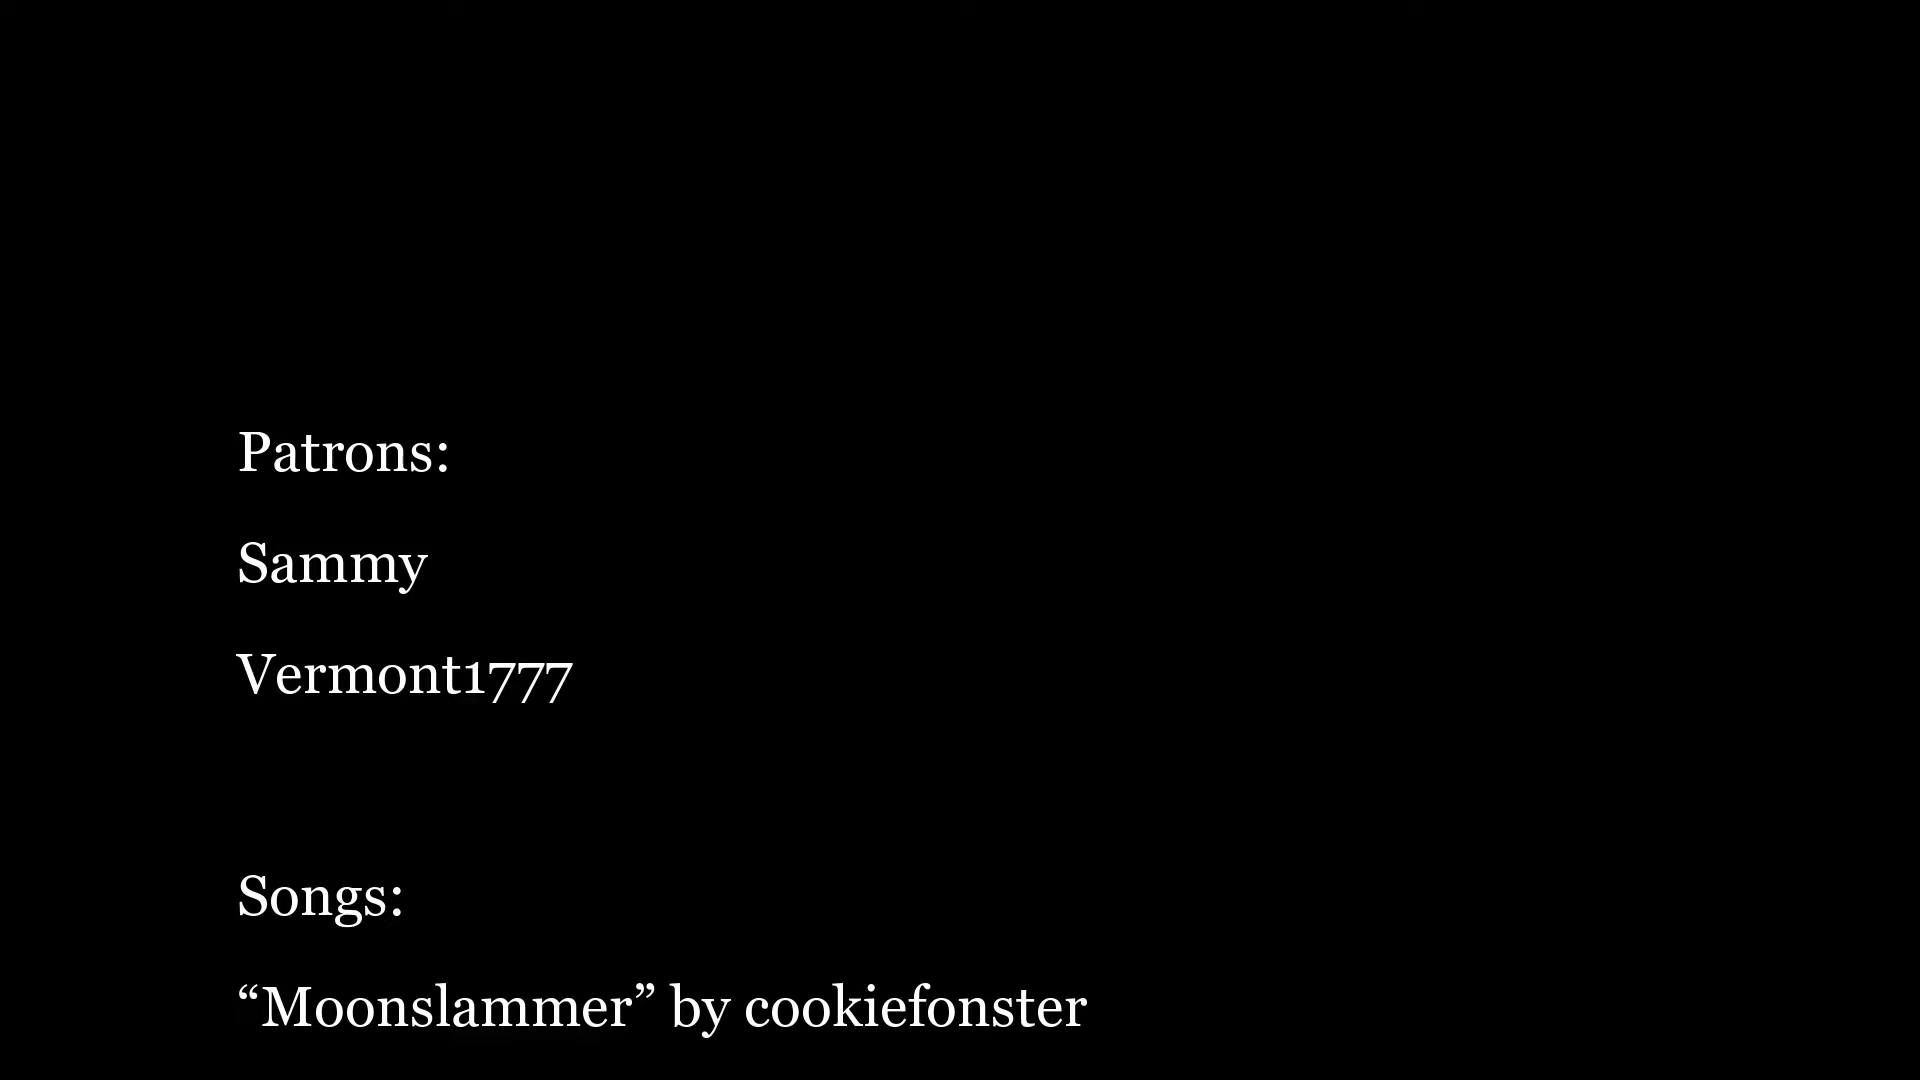 Patrons:
Sammy
Vermont1777
Songs:
“Moonslammer” by cookiefonster